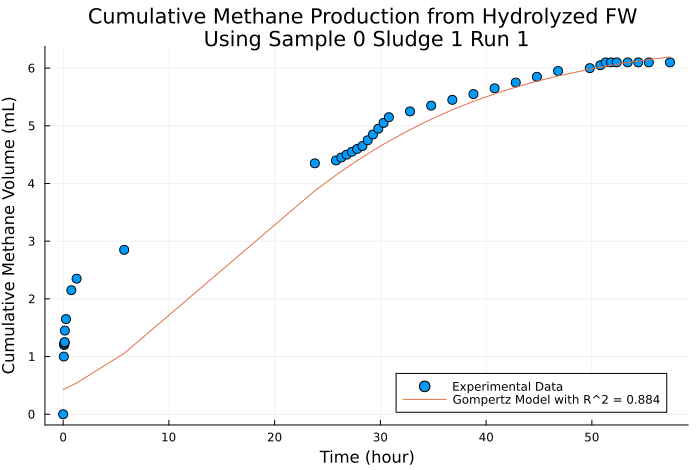 Cumulative Methane Production from Hydrolyzed FW
Using Sample 0 Sludge 1 Run 1
Cumulative Methane Volume (mL)
6
5
4
3
2
1
0
Experimental Data
Gompertz Model with R^2 = 0.884
0 10 20 30 40 50
Time (hour)